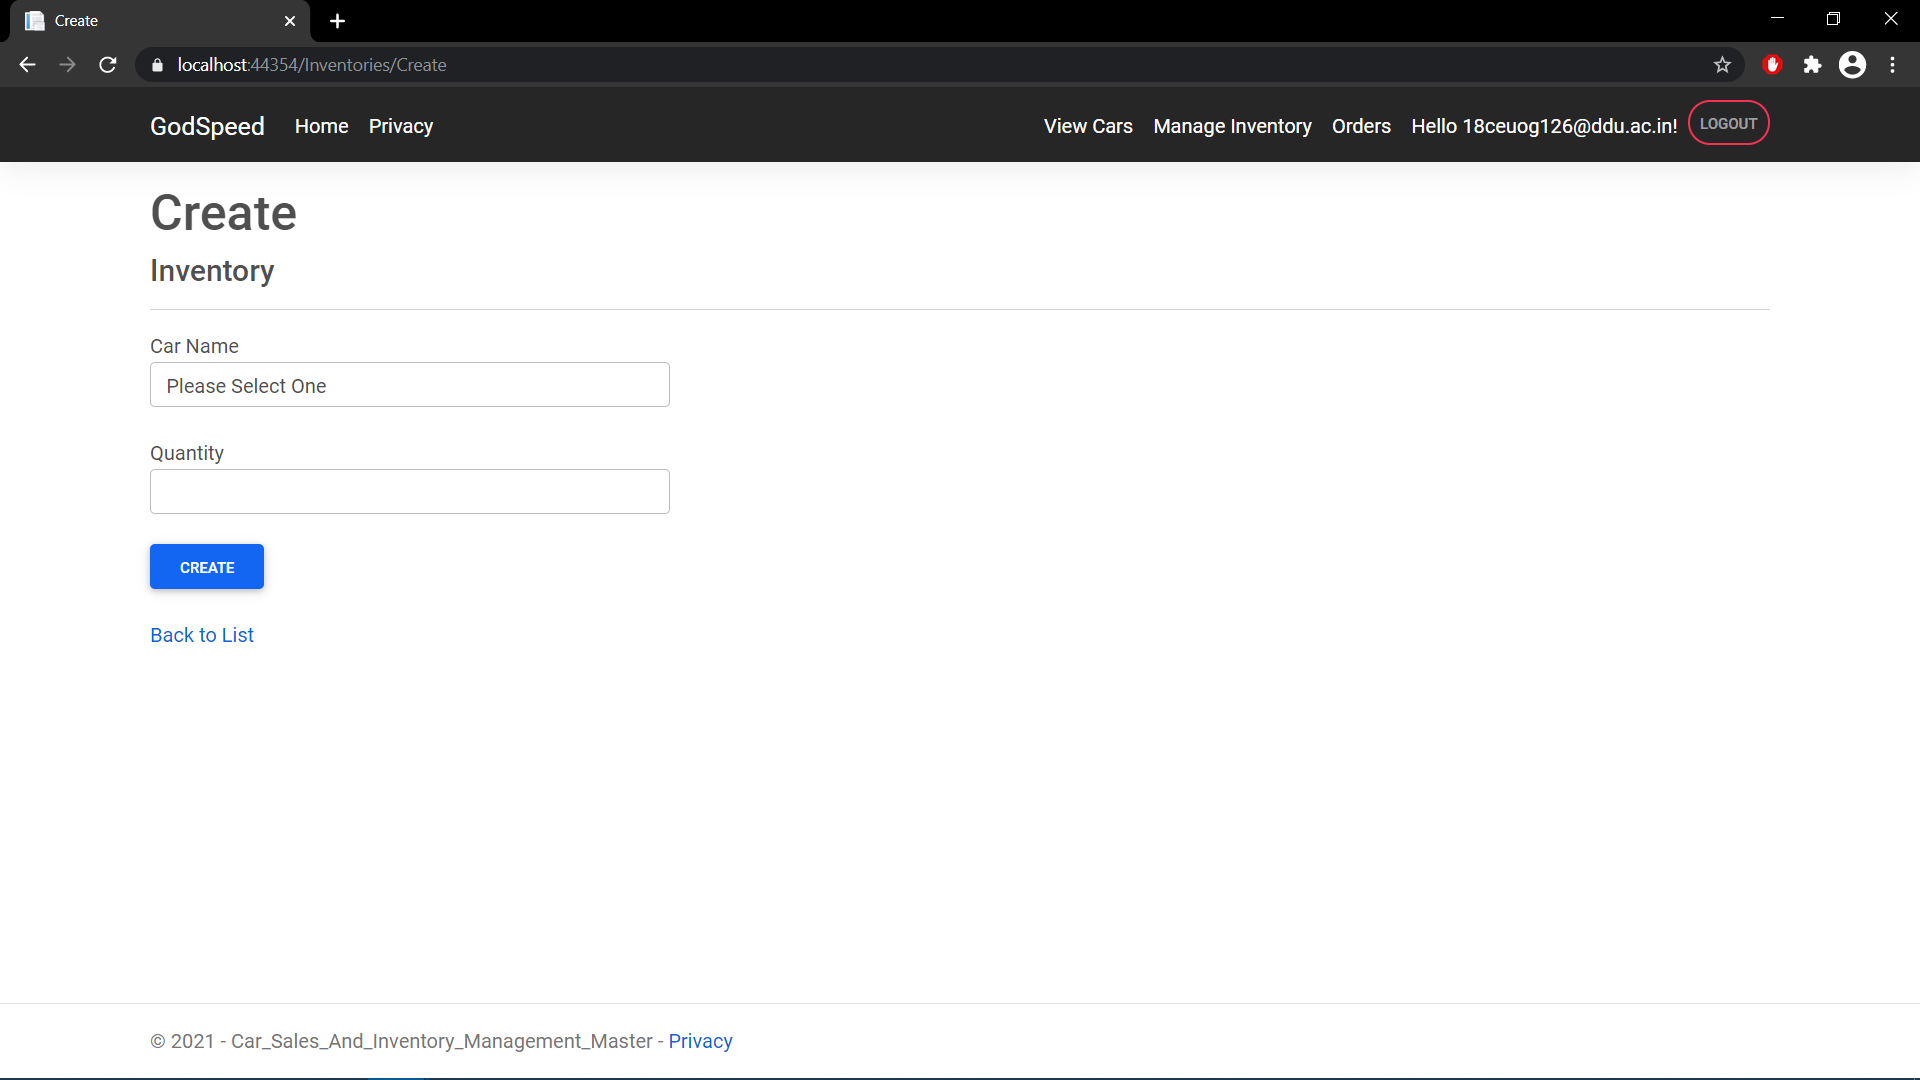 Create
localhost:44354/Inventories/Create
GodSpeed Home Privacy View Cars Manage Inventory Orders Hello 18ceuog126@ddu.ac.in! LOGOUT
Create
Inventory
Car Name
Please Select One
Quantity
CREATE
Back to List
© 2021 - Car_Sales_And_Inventory_Management_Master - Privacy